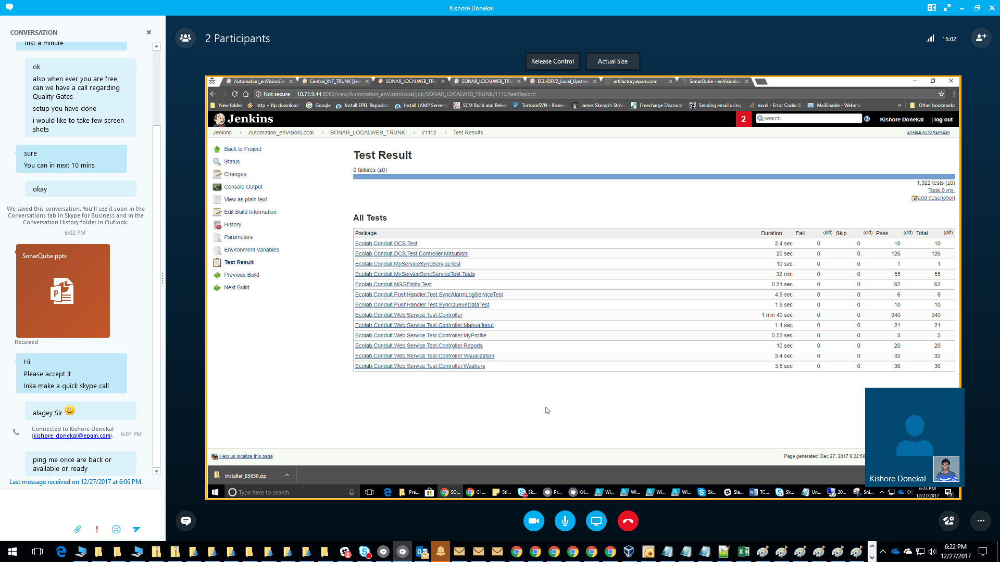 Kishore Donekal
CONVERSATION
Just a minute
ok
also when ever you are free,
can we have a call regarding
Quality Gates
setup you have done
i would like to take few screen
shots
sure
You can in next 10 mins
okay
We saved this conversation. You'll see it soon in the
Conversations tab in Skype for Business and in the
Conversation History folder in Outlook.
6:02 PM
SonarQube.pptx
Received
Hi
Please accept it
Inka make a quick skype call
alagey Sir
Connected to Kishore Donekal
(kishore_donekal@epam.com).
6:07 PM
ping me once are back or
available or ready
Last message received on 12/27/2017 at 6:06 PM.
2 Participants
15:02
Release Control
Actual Size
Automation_enVisionCe
Central_INT_TRUNK [Jen
SONAR_LOCALWEB_TRU
SONAR_LOCALWEB_TRU
ECL-DEV2_Local_Upstrea
artifactory.epam.com
SonarQube - enVisionLo
Not secure
10.71.9.44:8080/view/Automation_enVisionLocal/job/SONAR_LOCALWEB_TRUNK/1112/testReport/
New folder
http + ftp download
Google
Install EPEL Repositor
Install LAMP Server (
SCM Build and Relea
TortoiseSVN - Browse
James Skemp's Strivi
Freecharge Discount
Sending email using
excel - Error Code: 80
MailEnable - Webma
»
Other bookmarks
Jenkins
2
search
Kishore Donekal
| log out
Jenkins
Automation_enVisionLocal
SONAR_LOCALWEB_TRUNK
#1112
Test Results
ENABLE AUTO REFRESH
Back to Project
Status
Changes
Console Output
View as plain text
Edit Build Information
History
Parameters
Environment Variables
Test Result
Previous Build
Next Build
Test Result
0 failures (±0)
1,322 tests (±0)
Took 0 ms.
add description
All Tests
Package Duration Fail (diff) Skip (diff) Pass (diff) Total (diff)
Ecolab.Conduit.DCS.Test 2.4 sec 0 0 10 10
Ecolab.Conduit.DCS.Test.Controller.Mitsubishi 20 sec 0 0 126 126
Ecolab.Conduit.MyServiceSyncServiceTest 10 sec 0 0 1 1
Ecolab.Conduit.MyServiceSyncServiceTest.Tests 32 min 0 0 55 55
Ecolab.Conduit.NGGEntity.Test 0.51 sec 0 0 62 62
Ecolab.Conduit.PushHandler.Test.SyncAlarmLogServiceTest 4.9 sec 0 0 6 6
Ecolab.Conduit.PushHandler.Test.SyncQueueDataTest 1.9 sec 0 0 10 10
Ecolab.Conduit.Web.Service.Test.Controller 1 min 40 sec 0 0 940 940
Ecolab.Conduit.Web.Service.Test.Controller.ManualInput 1.4 sec 0 0 21 21
Ecolab.Conduit.Web.Service.Test.Controller.MyProfile 0.53 sec 0 0 3 3
Ecolab.Conduit.Web.Service.Test.Controller.Reports 10 sec 0 0 20 20
Ecolab.Conduit.Web.Service.Test.Controller.Visualization 3.4 sec 0 0 32 32
Ecolab.Conduit.Web.Service.Test.Controller.Washers 3.5 sec 0 0 36 36
Help us localize this page
Page generated: Dec 27, 2017 6:22:56
Installer_85650.zip
Kishore Donekal
Type here to search
Pre...
SO...
CI ...
Sti...
Sk...
Pr...
Kri...
Wi...
Wi...
Wi...
Wi...
Sk...
Sla...
TC...
Sk...
Un...
20...
Sni...
6:23 PM
12/27/2017
1
2
6:22 PM
12/27/2017